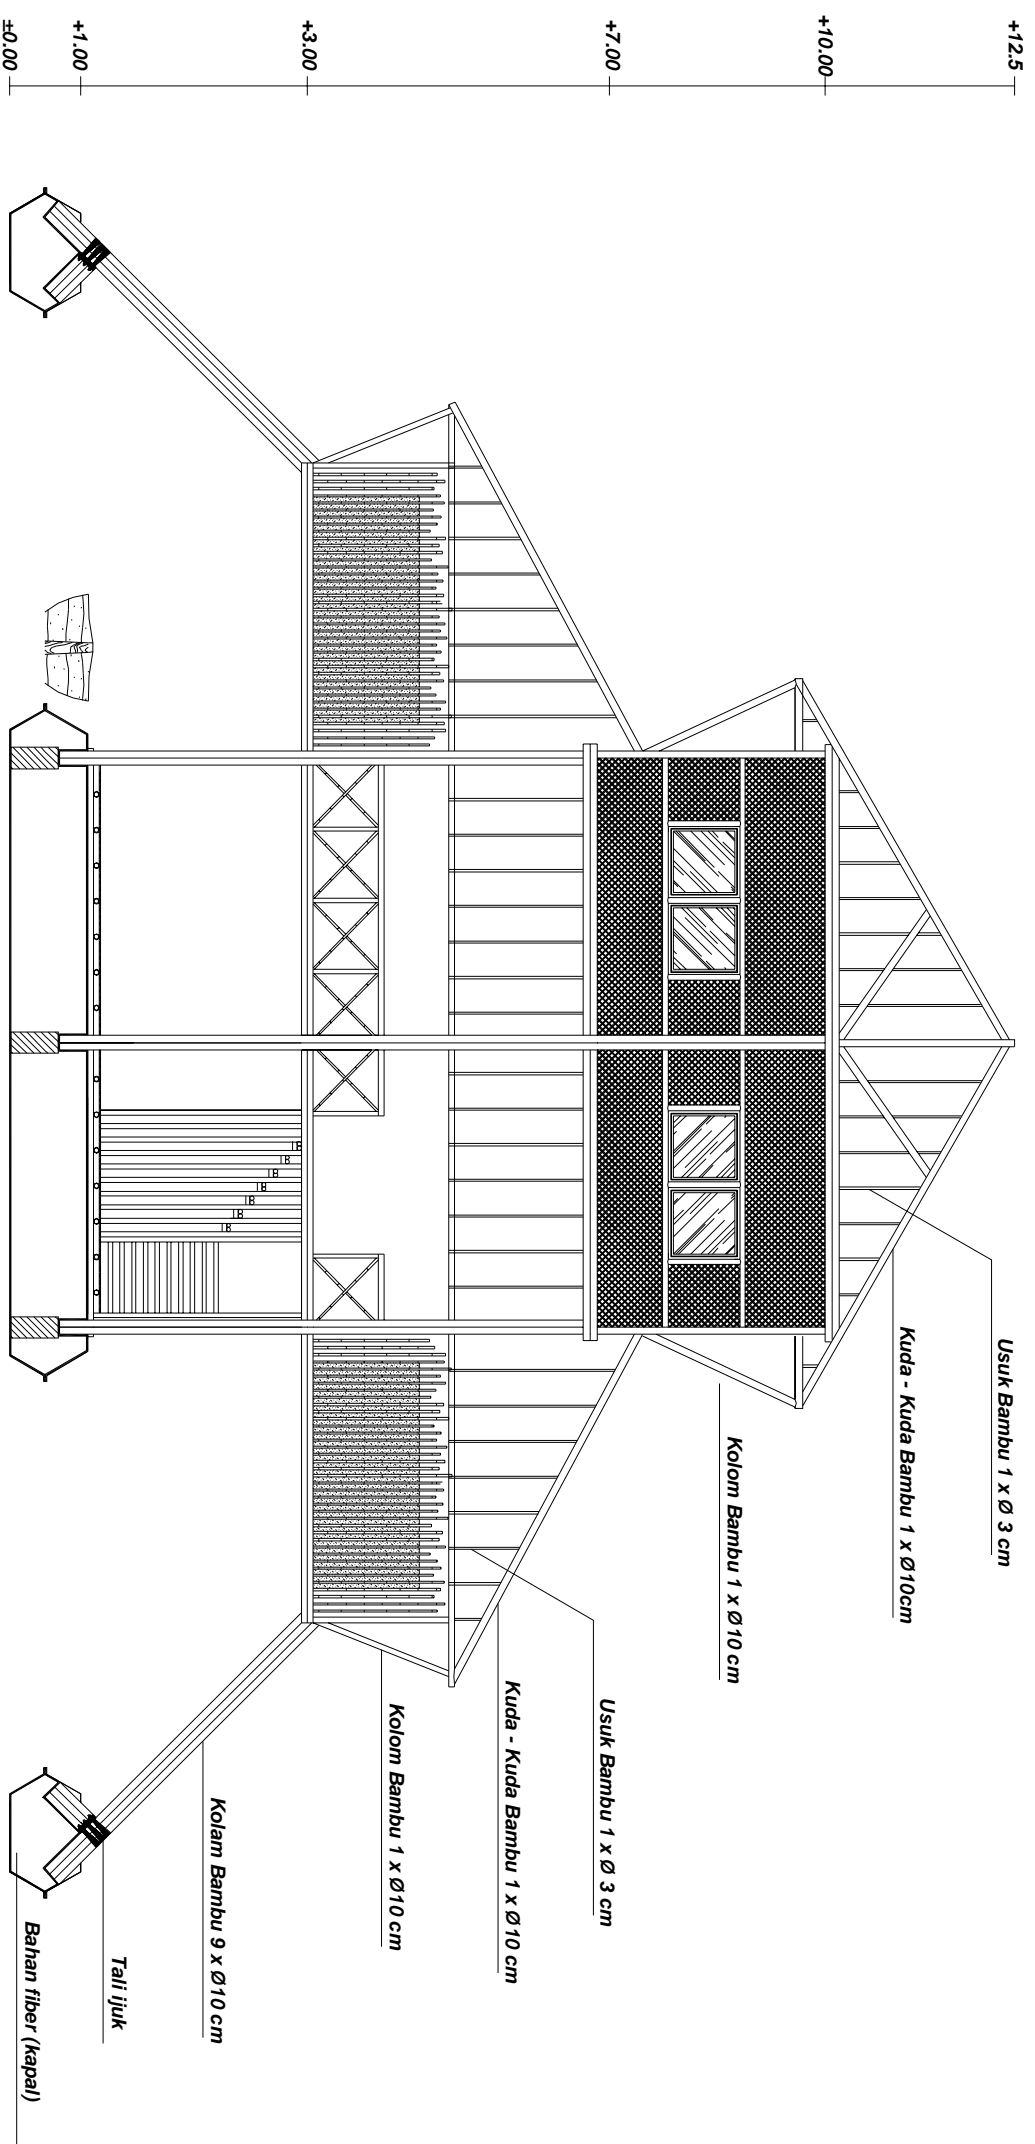 +12.5
+10.00
+7.00
+3.00
+1.00
±0.00
Usuk Bambu 1 x Ø 3 cm
Kuda - Kuda Bambu 1 x Ø10cm
Kolom Bambu 1 x Ø10 cm
Usuk Bambu 1 x Ø 3 cm
Kuda - Kuda Bambu 1 x Ø10 cm
Kolom Bambu 1 x Ø10 cm
Kolam Bambu 9 x Ø10 cm
Tali ijuk
Bahan fiber (kapal)